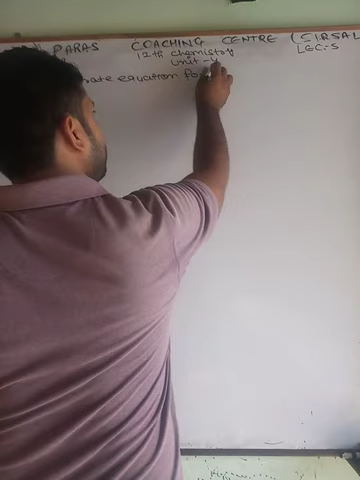 PARAS COACHING CENTRE (SIRSA
12th chemistry LEC:5
Unit-4
rate equation fo